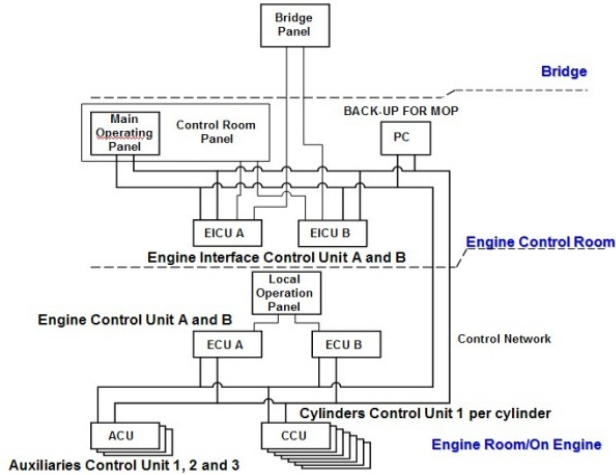 Bridge
Panel
Bridge
BACK-UP FOR MOP
Main
Operating
Panel
Control Room
Panel
PC
EICU A
EICU B
Engine Interface Control Unit A and B
Engine Control Room
Local
Operation
Panel
Engine Control Unit A and B
ECU A
ECU B
Control Network
Cylinders Control Unit 1 per cylinder
ACU
CCU
Engine Room/On Engine
Auxiliaries Control Unit 1, 2 and 3